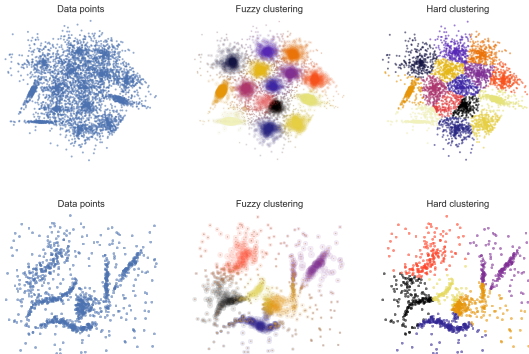 Data points
Fuzzy clustering
Hard clustering
Data points
Fuzzy clustering
Hard clustering